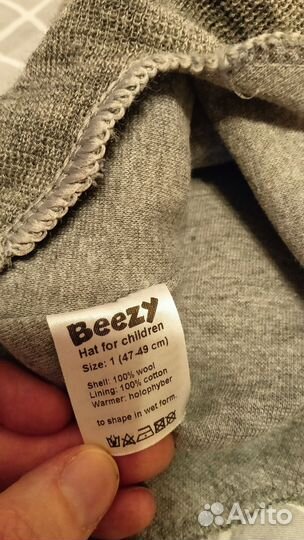 Beezy
Hat for children
Size: 1 (47-49 cm)
Shell: 100% wool
Lining: 100% cotton
Warmer: holophyber
to shape in wet form.
Avito